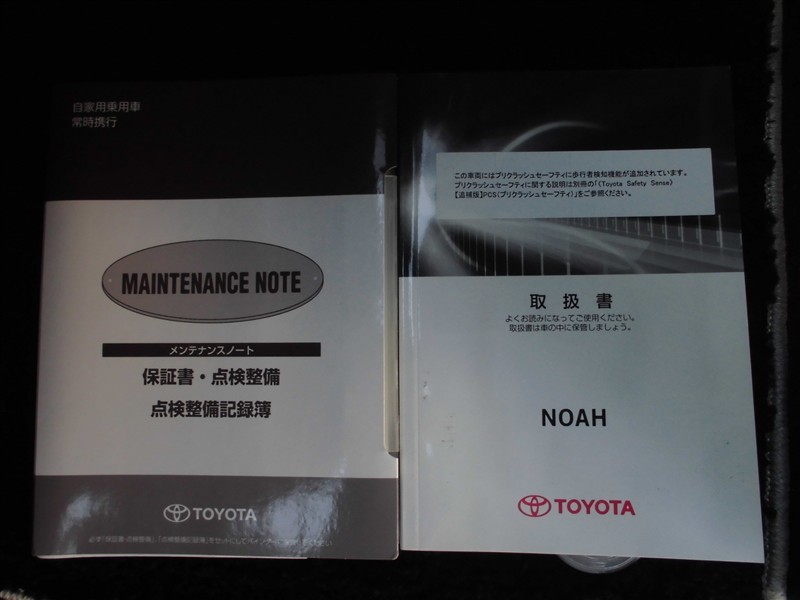 自家用乗用車
常時携行
MAINTENANCE NOTE
メンテナンスノート
保証書・点検整備
点検整備記録簿
TOYOTA
この車両にはプリクラッシュセーフティに歩行者検知機能が追加されています。
プリクラッシュセーフティに関する説明は別冊の「(Toyota Safety Sense)
【追補版】PCS(プリクラッシュセーフティ)」をご参照ください。
取扱書
よくお読みになってご使用ください。
取扱書は車の中に保管しましょう。
NOAH
TOYOTA